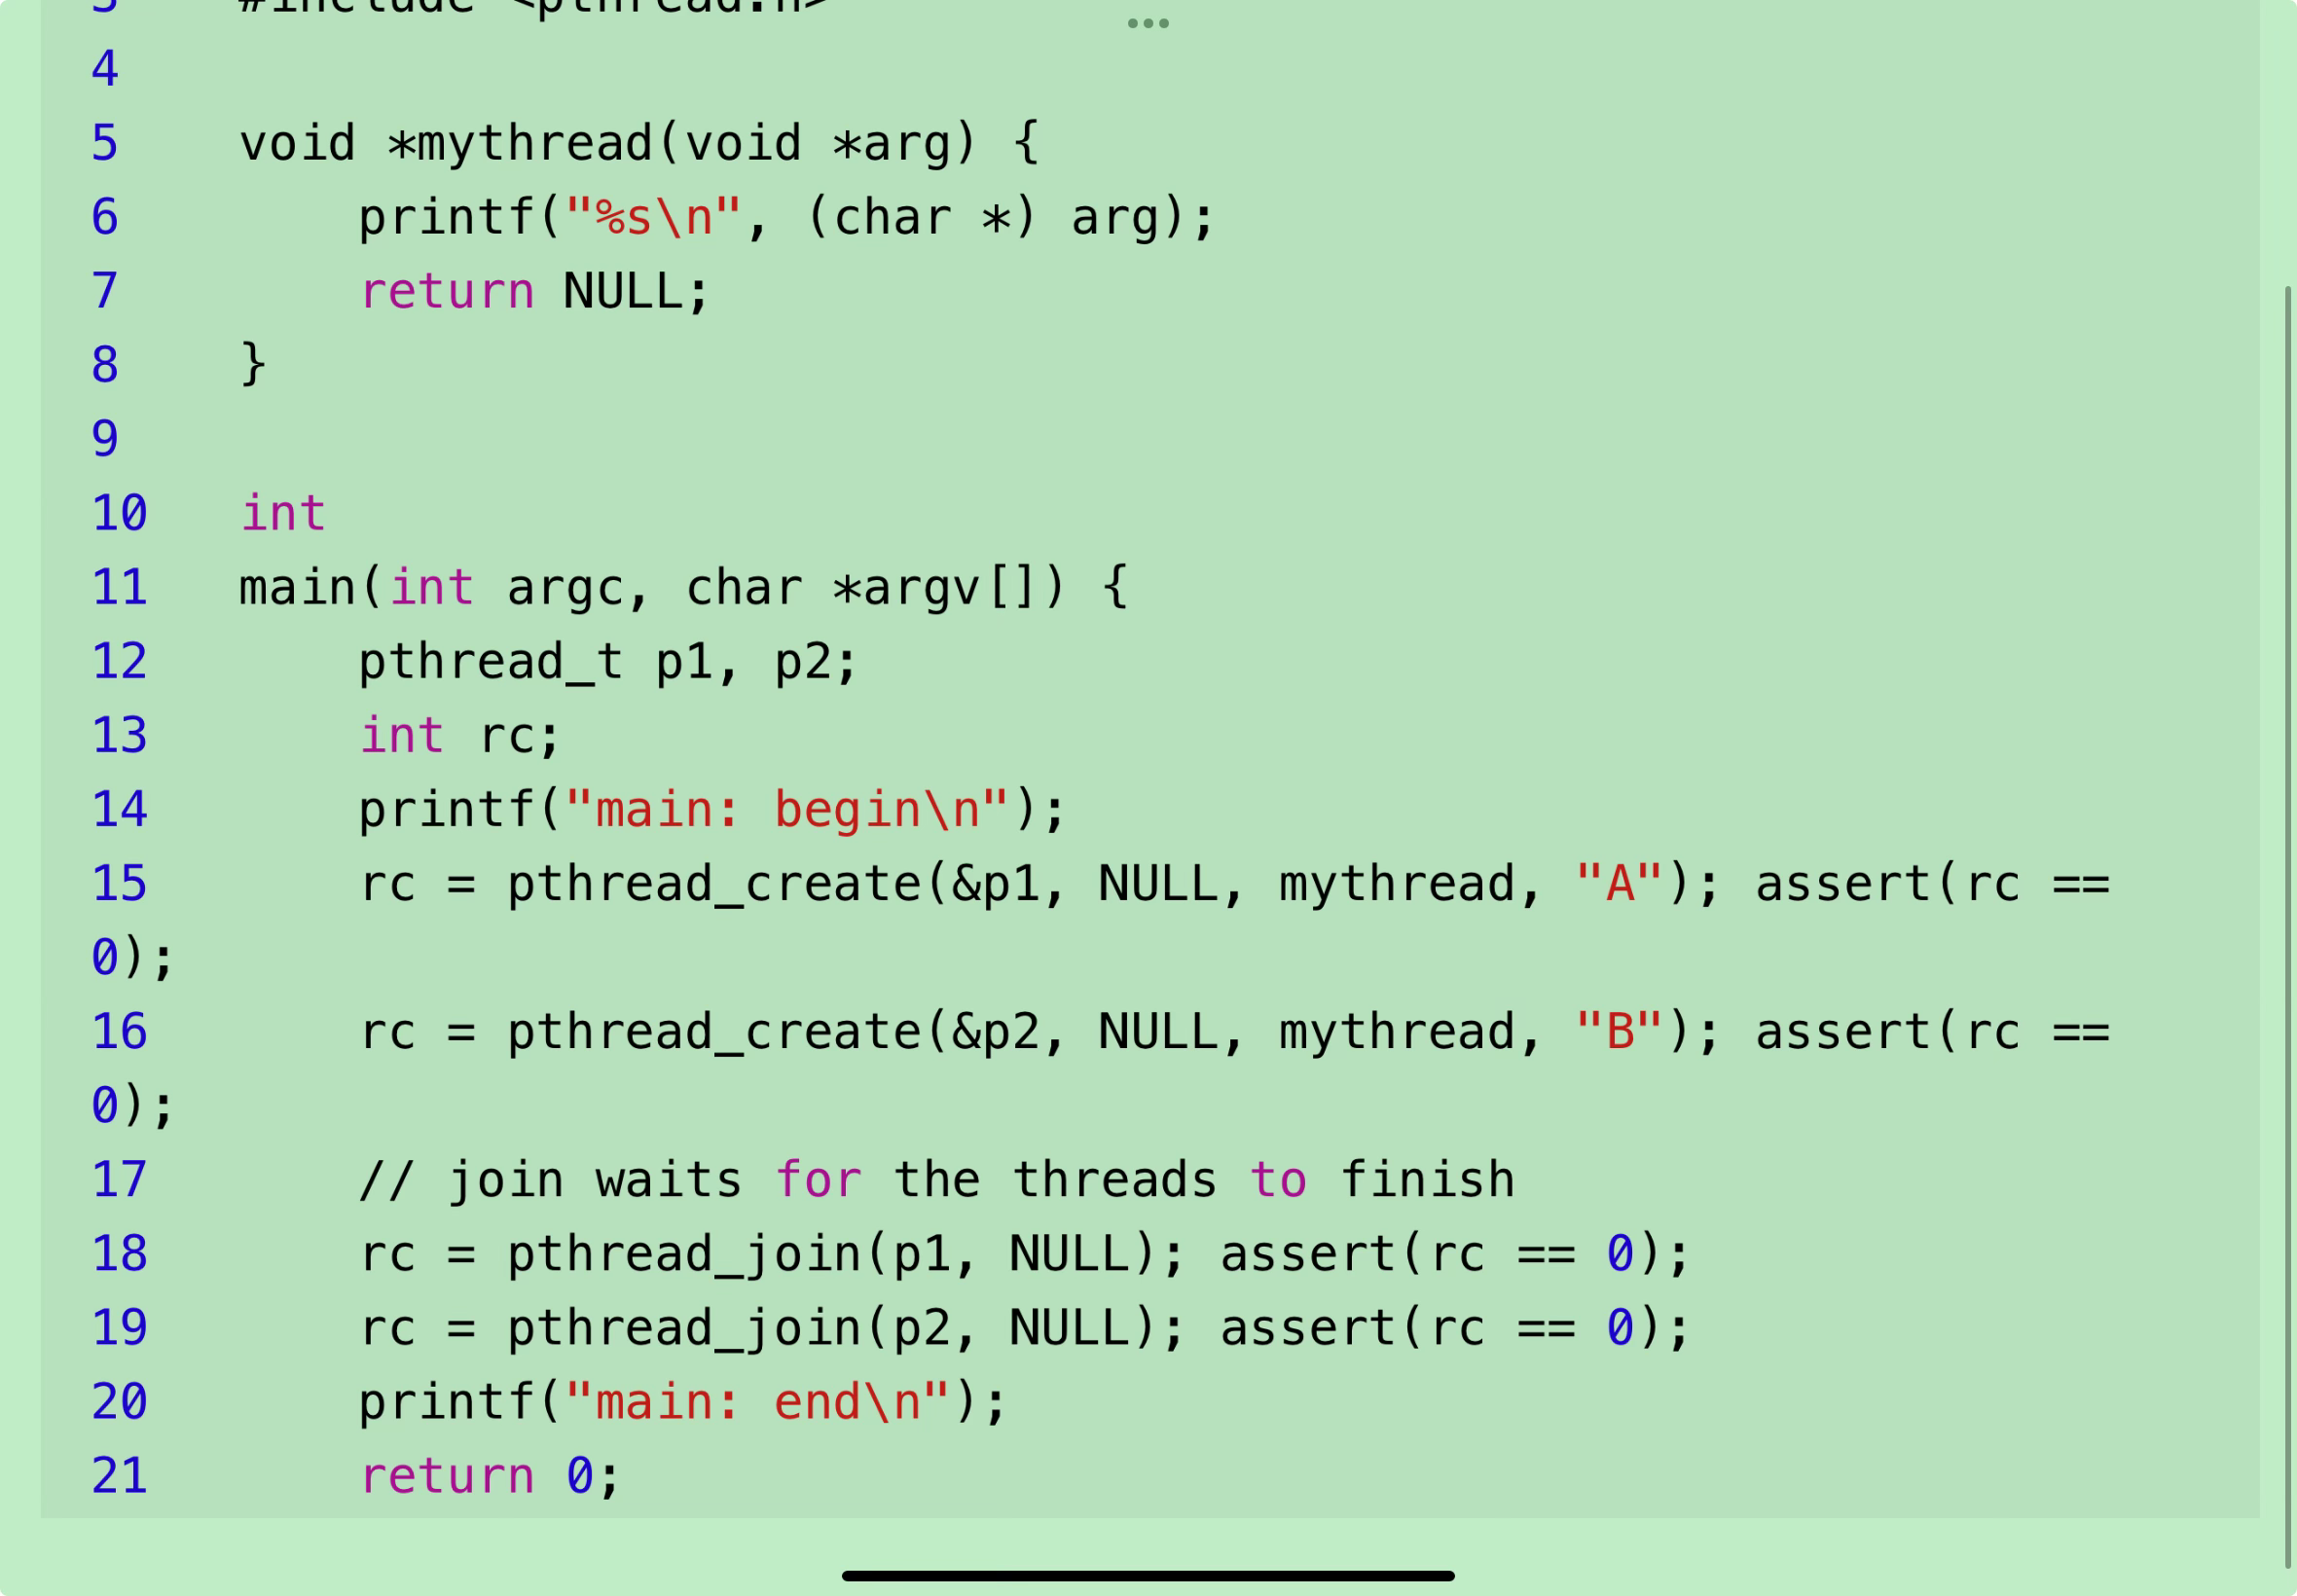 3    #include <pthread.h>
4
5    void *mythread(void *arg) {
6        printf("%s\n", (char *) arg);
7        return NULL;
8    }
9
10   int
11   main(int argc, char *argv[]) {
12       pthread_t p1, p2;
13       int rc;
14       printf("main: begin\n");
15       rc = pthread_create(&p1, NULL, mythread, "A"); assert(rc ==
0);
16       rc = pthread_create(&p2, NULL, mythread, "B"); assert(rc ==
0);
17       // join waits for the threads to finish
18       rc = pthread_join(p1, NULL); assert(rc == 0);
19       rc = pthread_join(p2, NULL); assert(rc == 0);
20       printf("main: end\n");
21       return 0;